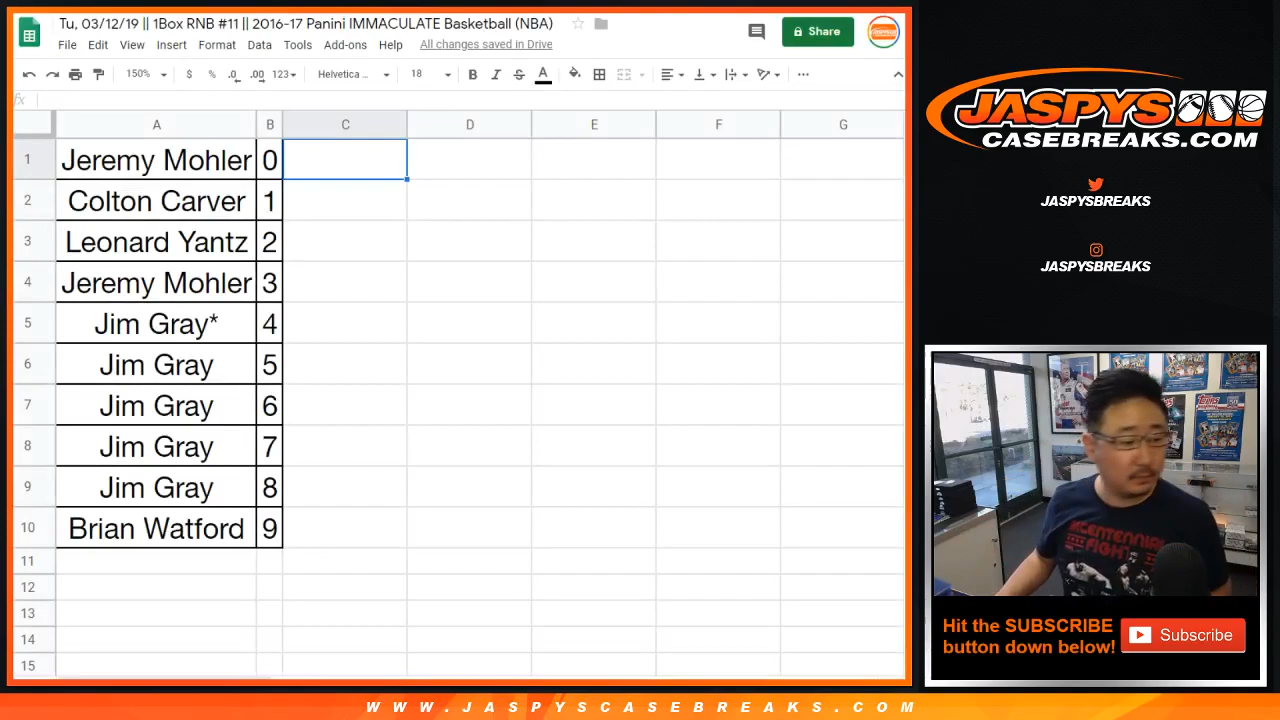 Tu, 03/12/19 || 1Box RNB #11 || 2016-17 Panini IMMACULATE Basketball (NBA)
File Edit View Insert Format Data Tools Add-ons Help All changes saved in Drive
Share
150% $ % .0 .00 123 Helvetica ... 18 B I S A
fx
A B C D E F G
1 Jeremy Mohler 0
2 Colton Carver 1
3 Leonard Yantz 2
4 Jeremy Mohler 3
5 Jim Gray* 4
6 Jim Gray 5
7 Jim Gray 6
8 Jim Gray 7
9 Jim Gray 8
10 Brian Watford 9
11
12
13
14
15
JASPYS
CASEBREAKS.COM
JASPYSBREAKS
JASPYSBREAKS
Hit the SUBSCRIBE
button down below!
Subscribe
WWW.JASPYSCASEBREAKS.COM